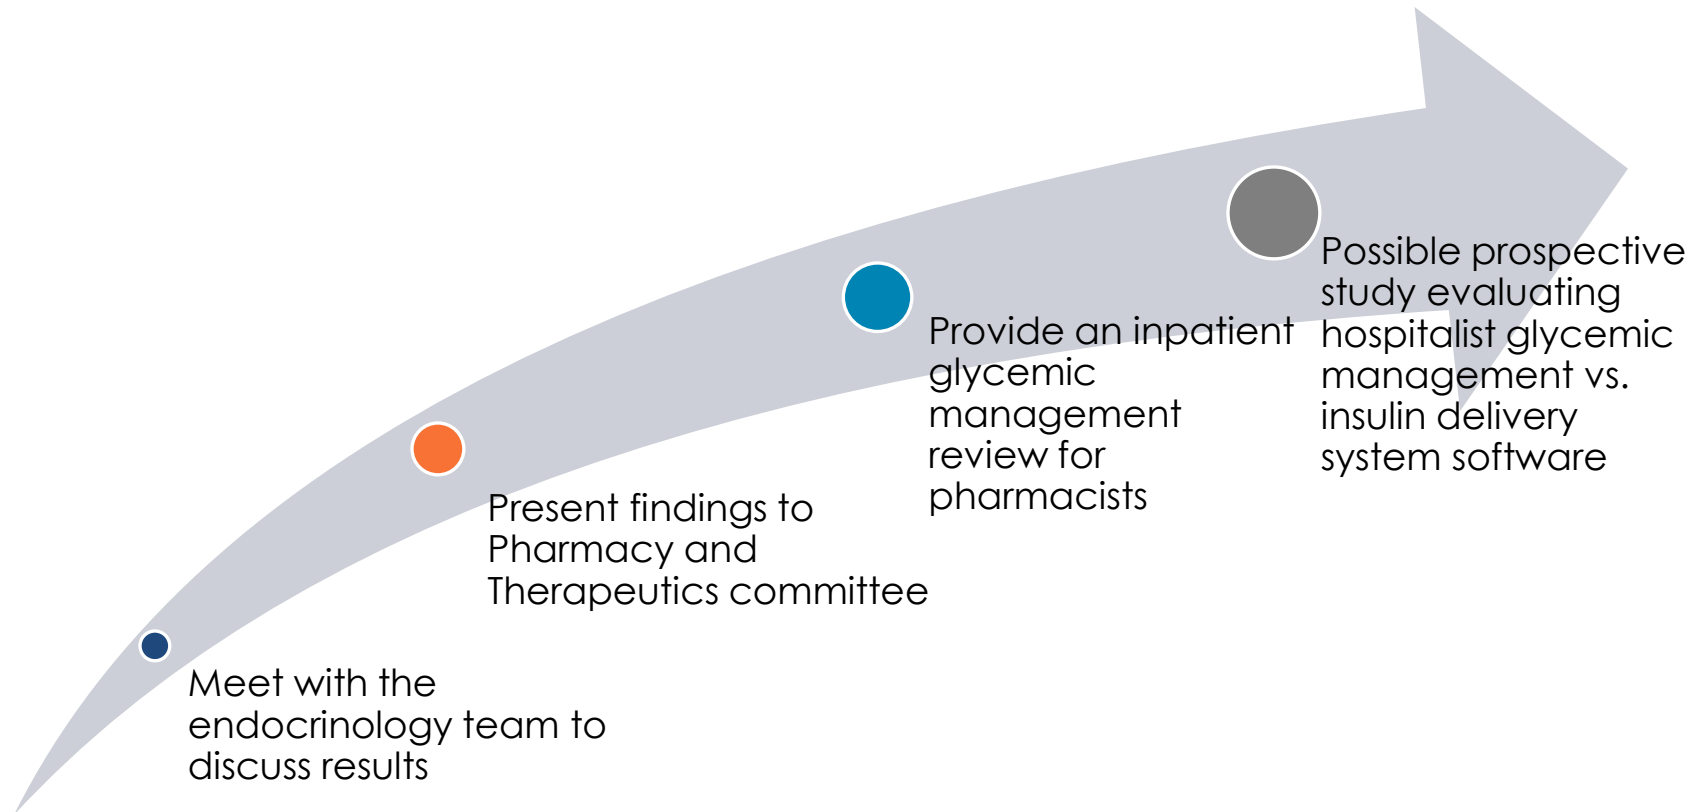 Meet with the
endocrinology team to
discuss results
Present findings to
Pharmacy and
Therapeutics committee
Provide an inpatient
glycemic
management
review for
pharmacists
Possible prospective
study evaluating
hospitalist glycemic
management vs.
insulin delivery
system software